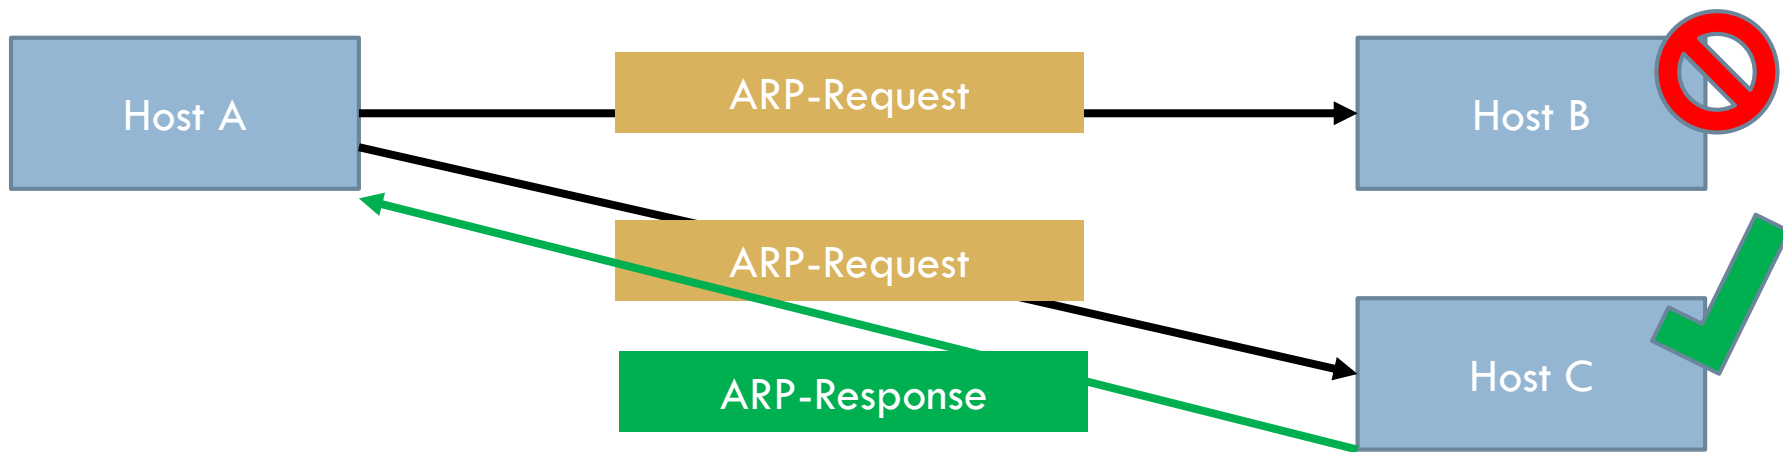 Host A
ARP-Request
Host B
ARP-Request
ARP-Response
Host C